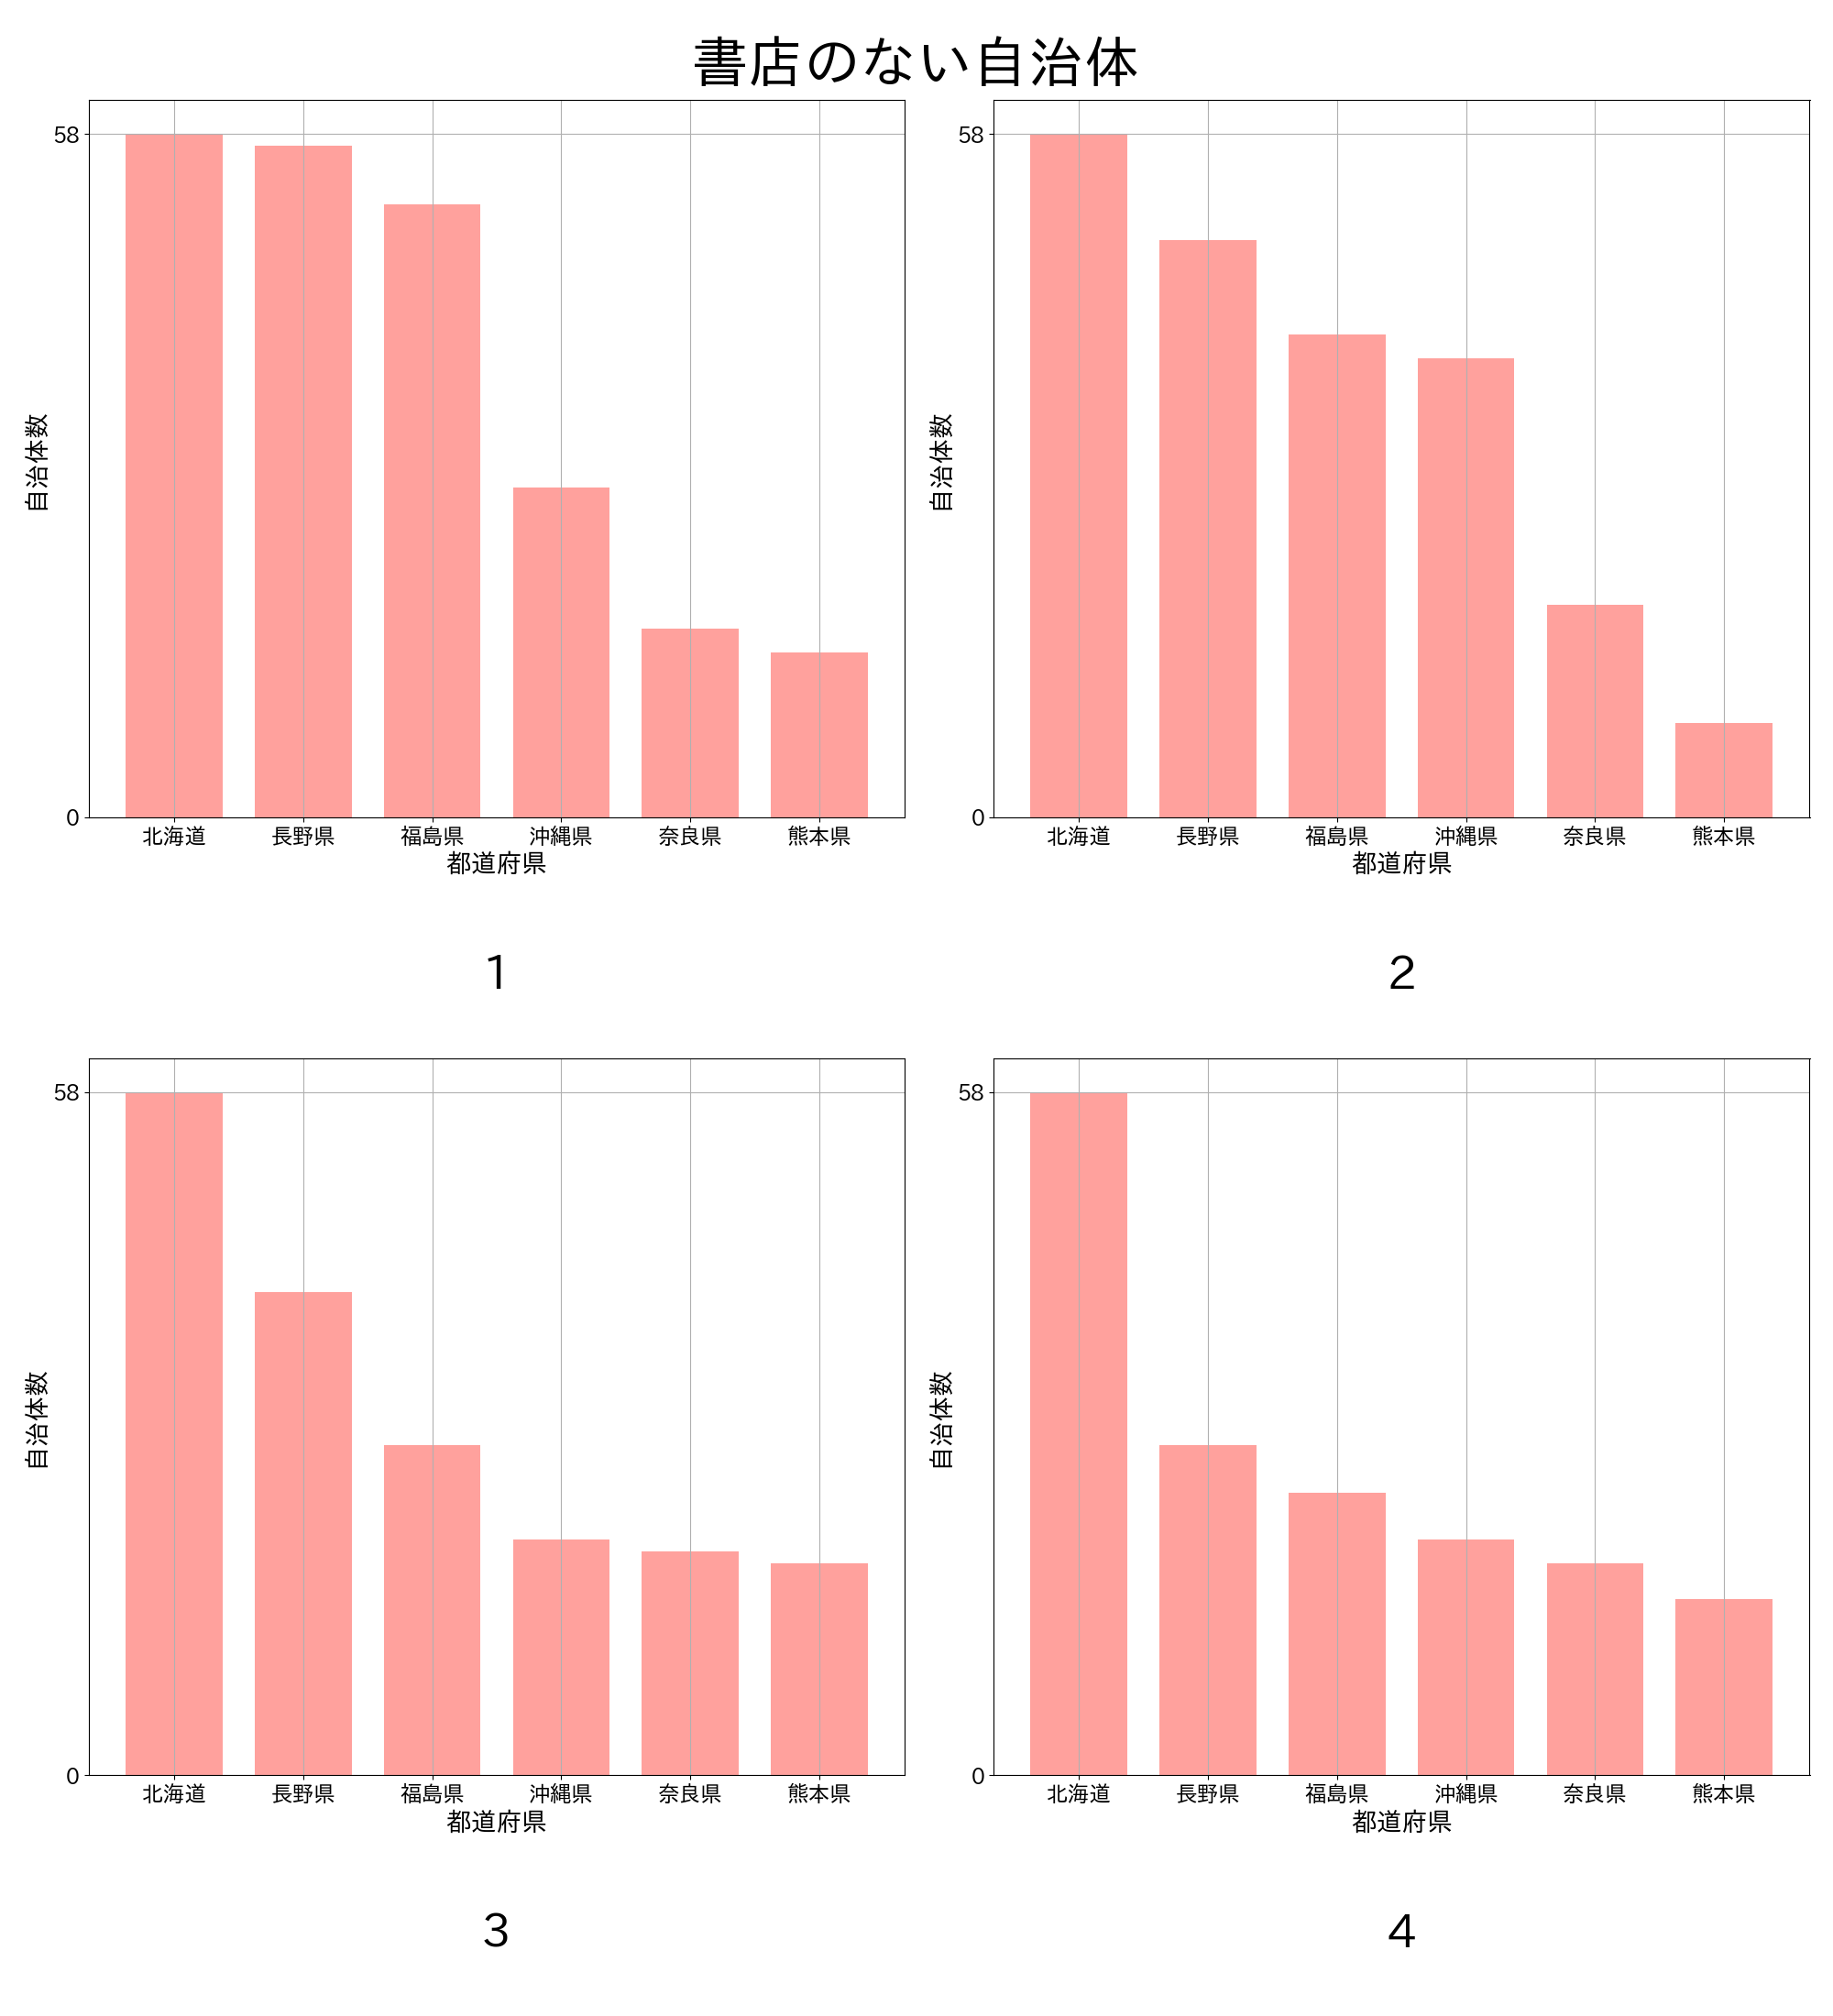 書店のない自治体
58
0
自治体数
北海道 長野県 福島県 沖縄県 奈良県 熊本県
都道府県
1
58
0
自治体数
北海道 長野県 福島県 沖縄県 奈良県 熊本県
都道府県
2
58
0
自治体数
北海道 長野県 福島県 沖縄県 奈良県 熊本県
都道府県
3
58
0
自治体数
北海道 長野県 福島県 沖縄県 奈良県 熊本県
都道府県
4